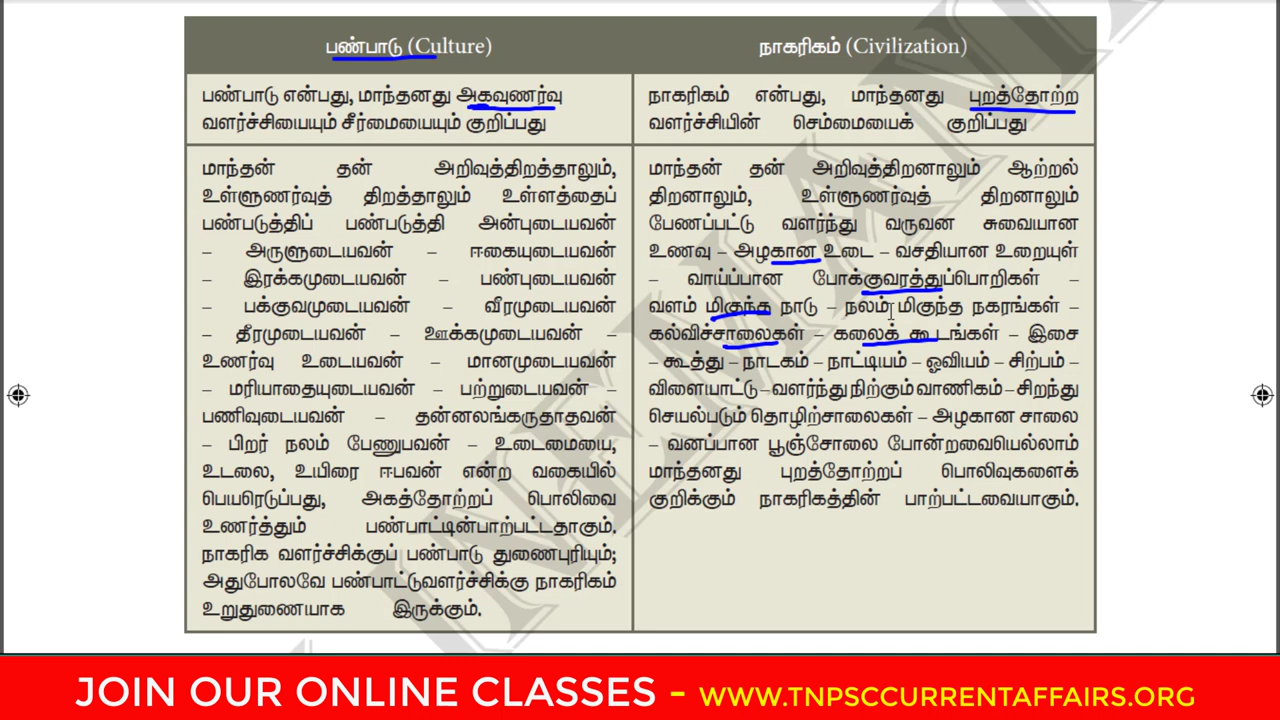 பண்பாடு (Culture)
நாகரிகம் (Civilization)
பண்பாடு என்பது, மாந்தனது அகவுணர்வு
வளர்ச்சியையும் சீர்மையையும் குறிப்பது
நாகரிகம் என்பது, மாந்தனது புறத்தோற்ற
வளர்ச்சியின் செம்மையைக் குறிப்பது
மாந்தன் தன் அறிவுத்திறத்தாலும்,
உள்ளுணர்வுத் திறத்தாலும் உள்ளத்தைப்
பண்படுத்திப் பண்படுத்தி அன்புடையவன்
– அருளுடையவன் – ஈகையுடையவன்
– இரக்கமுடையவன் – பண்புடையவன்
– பக்குவமுடையவன் – வீரமுடையவன்
– தீரமுடையவன் – ஊக்கமுடையவன் –
உணர்வு உடையவன் – மானமுடையவன்
– மரியாதையுடையவன் – பற்றுடையவன் –
பணிவுடையவன் – தன்னலங்கருதாதவன்
– பிறர் நலம் பேணுபவன் – உடைமையை,
உடலை, உயிரை ஈபவன் என்ற வகையில்
பெயரெடுப்பது, அகத்தோற்றப் பொலிவை
உணர்த்தும் பண்பாட்டின்பாற்பட்டதாகும்.
நாகரிக வளர்ச்சிக்குப் பண்பாடு துணைபுரியும்;
அதுபோலவே பண்பாட்டுவளர்ச்சிக்கு நாகரிகம்
உறுதுணையாக இருக்கும்.
மாந்தன் தன் அறிவுத்திறனாலும் ஆற்றல்
திறனாலும், உள்ளுணர்வுத் திறனாலும்
பேணப்பட்டு வளர்ந்து வருவன சுவையான
உணவு – அழகான உடை – வசதியான உறையுள்
– வாய்ப்பான போக்குவரத்துப்பொறிகள் –
வளம் மிகுந்த நாடு – நலம் மிகுந்த நகரங்கள் –
கல்விச்சாலைகள் – கலைக் கூடங்கள் – இசை
– கூத்து – நாடகம் – நாட்டியம் – ஓவியம் – சிற்பம் –
விளையாட்டு – வளர்ந்து நிற்கும் வாணிகம் – சிறந்து
செயல்படும் தொழிற்சாலைகள் – அழகான சாலை
– வனப்பான பூஞ்சோலை போன்றவையெல்லாம்
மாந்தனது புறத்தோற்றப் பொலிவுகளைக்
குறிக்கும் நாகரிகத்தின் பாற்பட்டவையாகும்.
JOIN OUR ONLINE CLASSES - WWW.TNPSCCURRENTAFFAIRS.ORG